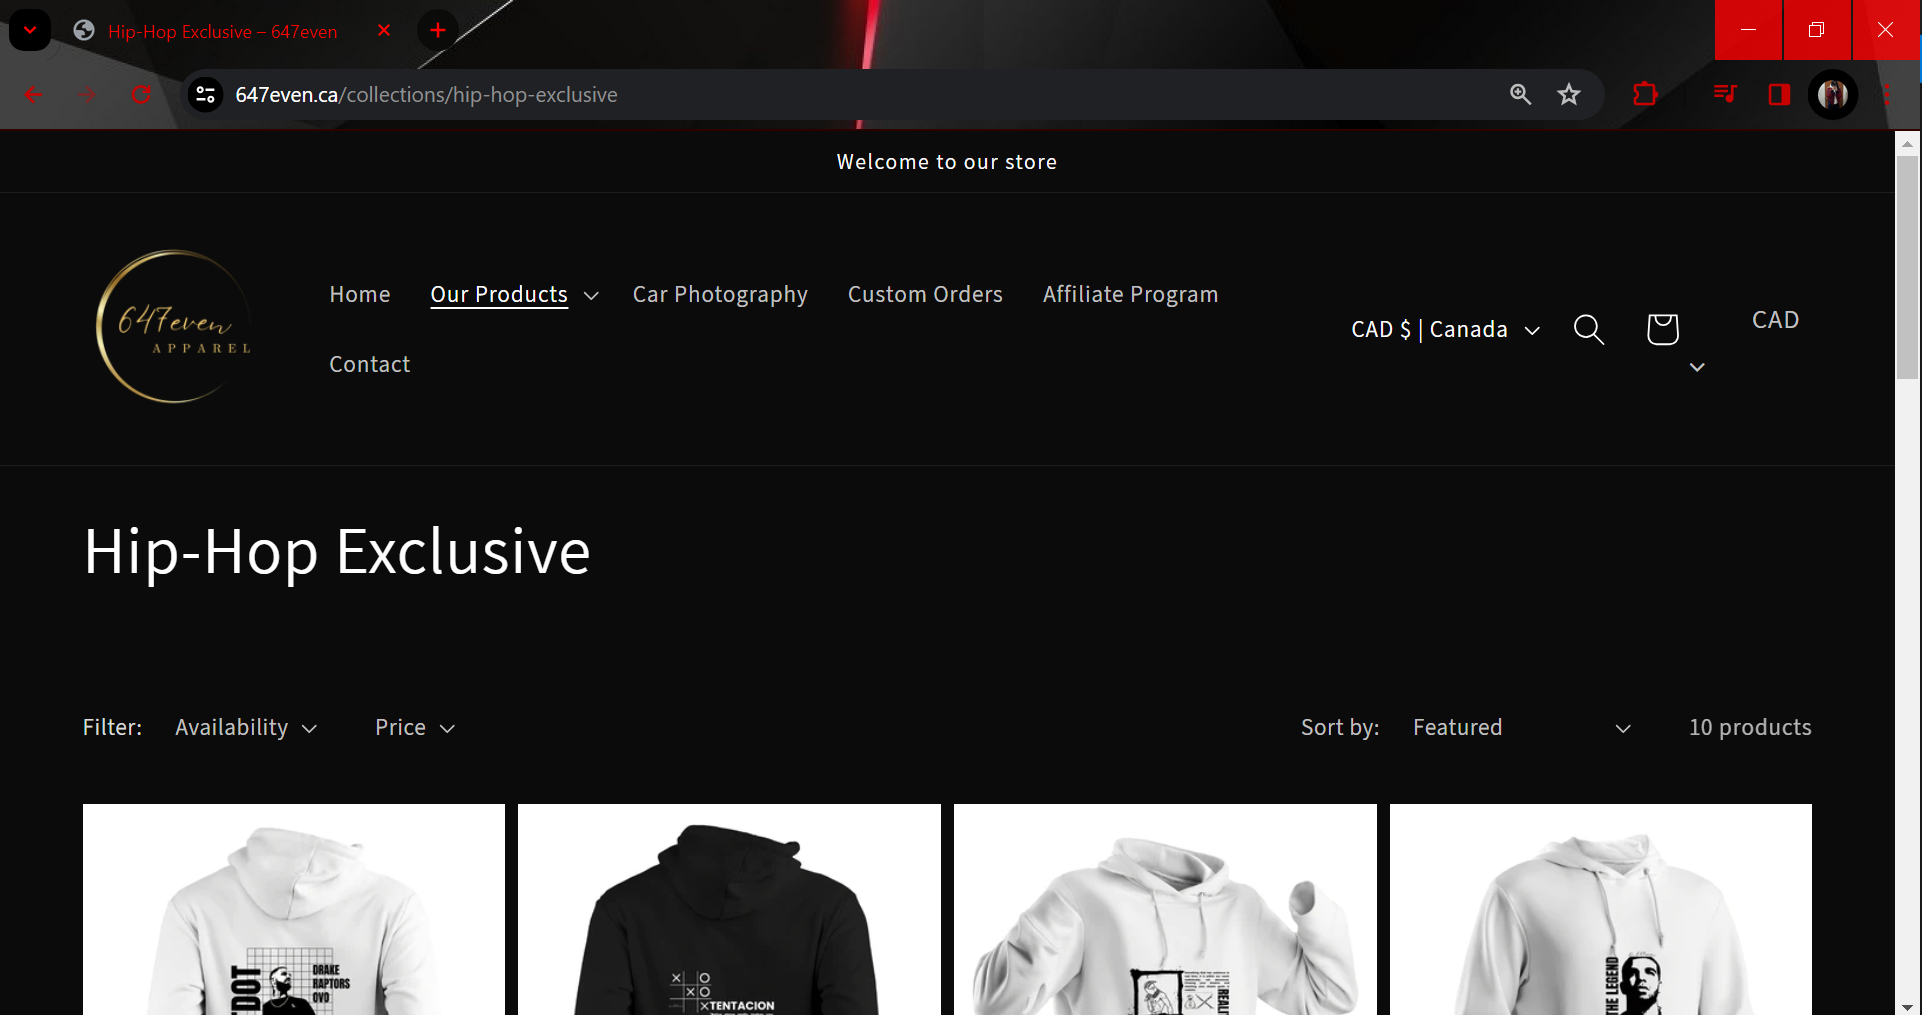 Hip-Hop Exclusive – 647even
647even.ca/collections/hip-hop-exclusive
Welcome to our store
647even
APPAREL
Home Our Products Car Photography Custom Orders Affiliate Program
Contact
CAD $ | Canada
CAD
Hip-Hop Exclusive
Filter: Availability Price
Sort by: Featured 10 products
DOT
DRAKE
RAPTORS
OVO
X O
X O
X TENTACION
THE LEGEND